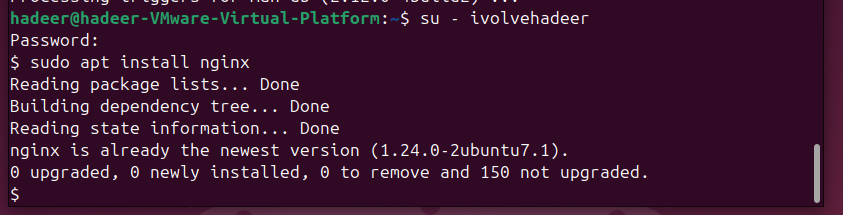 hadeer@hadeer-VMware-Virtual-Platform:~$ su - ivolvehadeer
Password:
$ sudo apt install nginx
Reading package lists... Done
Building dependency tree... Done
Reading state information... Done
nginx is already the newest version (1.24.0-2ubuntu7.1).
0 upgraded, 0 newly installed, 0 to remove and 150 not upgraded.
$